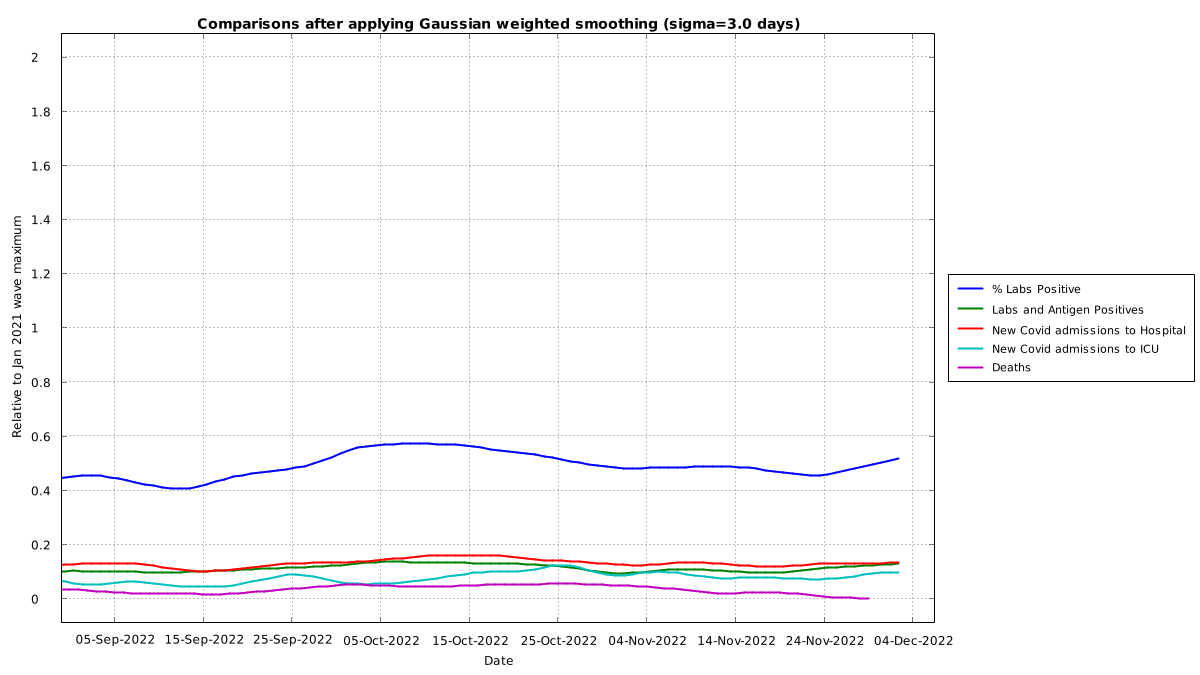 Comparisons after applying Gaussian weighted smoothing (sigma=3.0 days)
Relative to Jan 2021 wave maximum
2
1.8
1.6
1.4
1.2
1
0.8
0.6
0.4
0.2
0
05-Sep-2022 15-Sep-2022 25-Sep-2022 05-Oct-2022 15-Oct-2022 25-Oct-2022 04-Nov-2022 14-Nov-2022 24-Nov-2022 04-Dec-2022
Date
% Labs Positive
Labs and Antigen Positives
New Covid admissions to Hospital
New Covid admissions to ICU
Deaths